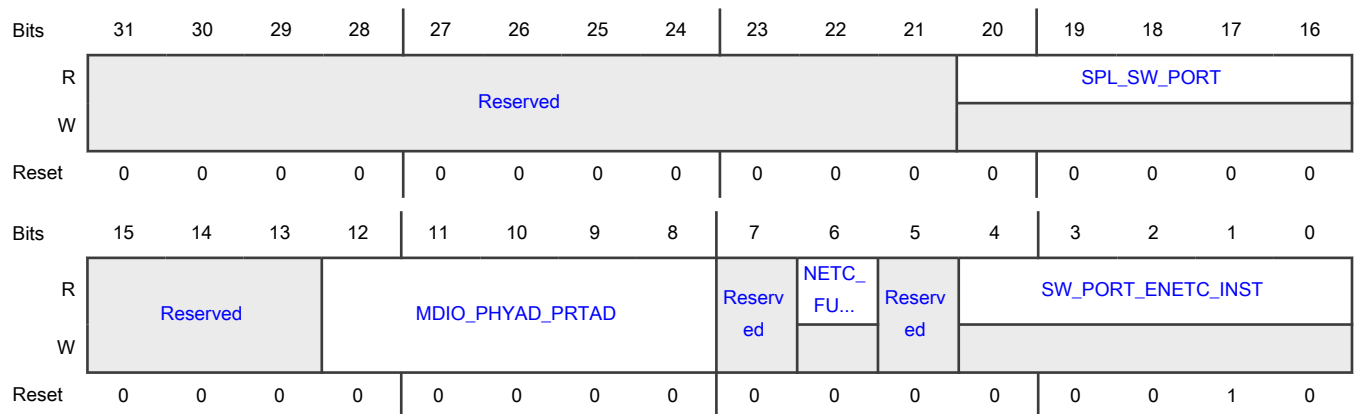 Bits 31 30 29 28 27 26 25 24 23 22 21 20 19 18 17 16
R Reserved SPL_SW_PORT
W
Reset 0 0 0 0 0 0 0 0 0 0 0 0 0 0 0 0
Bits 15 14 13 12 11 10 9 8 7 6 5 4 3 2 1 0
R Reserved MDIO_PHYAD_PRTAD Reserv NETC_ Reserv SW_PORT_ENETC_INST
ed FU... ed
W
Reset 0 0 0 0 0 0 0 0 0 0 0 0 0 0 1 0